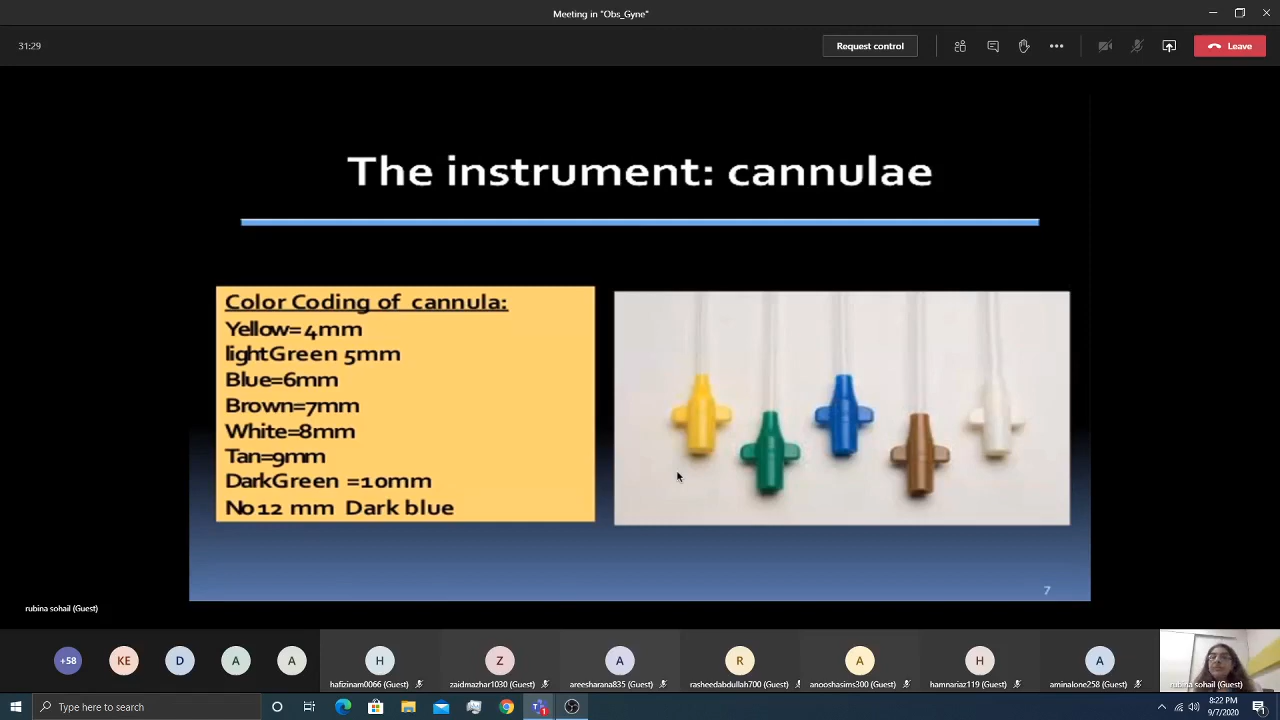 Meeting in "Obs_Gyne"
31:29
Request control
Leave
The instrument: cannulae
Color Coding of cannula:
Yellow=4mm
lightGreen 5mm
Blue=6mm
Brown=7mm
White=8mm
Tan=9mm
DarkGreen =10mm
No12 mm Dark blue
7
rubina sohail (Guest)
+58
KE
D
A
A
H
Z
A
R
A
H
A
hafizinam0066 (Guest)
zaidmazhar1030 (Guest)
areesharana835 (Guest)
rasheedabdullah700 (Guest)
anooshasims300 (Guest)
hamnariaz119 (Guest)
aminalone258 (Guest)
rubina sohail (Guest)
Type here to search
8:22 PM
9/7/2020